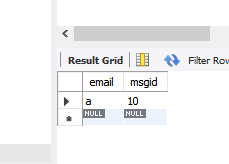 Result Grid Filter Row
email msgid
a 10
NULL NULL